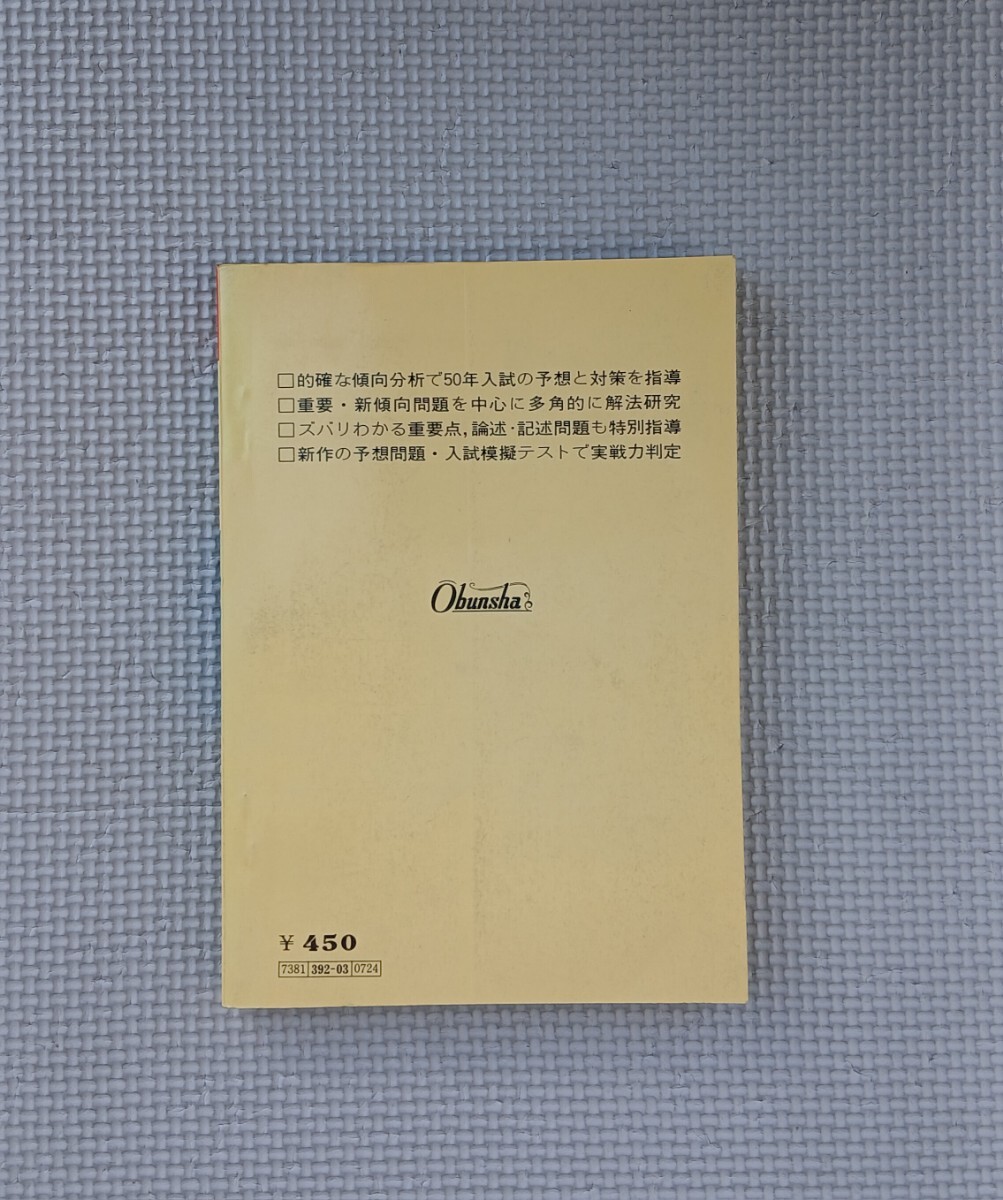 □的確な傾向分析で50年入試の予想と対策を指導
□重要・新傾向問題を中心に多角的に解法研究
□ズバリわかる重要点,論述・記述問題も特別指導
□新作の予想問題・入試模擬テストで実戦力判定
Obunsha
¥ 450
7381 392-03 0724